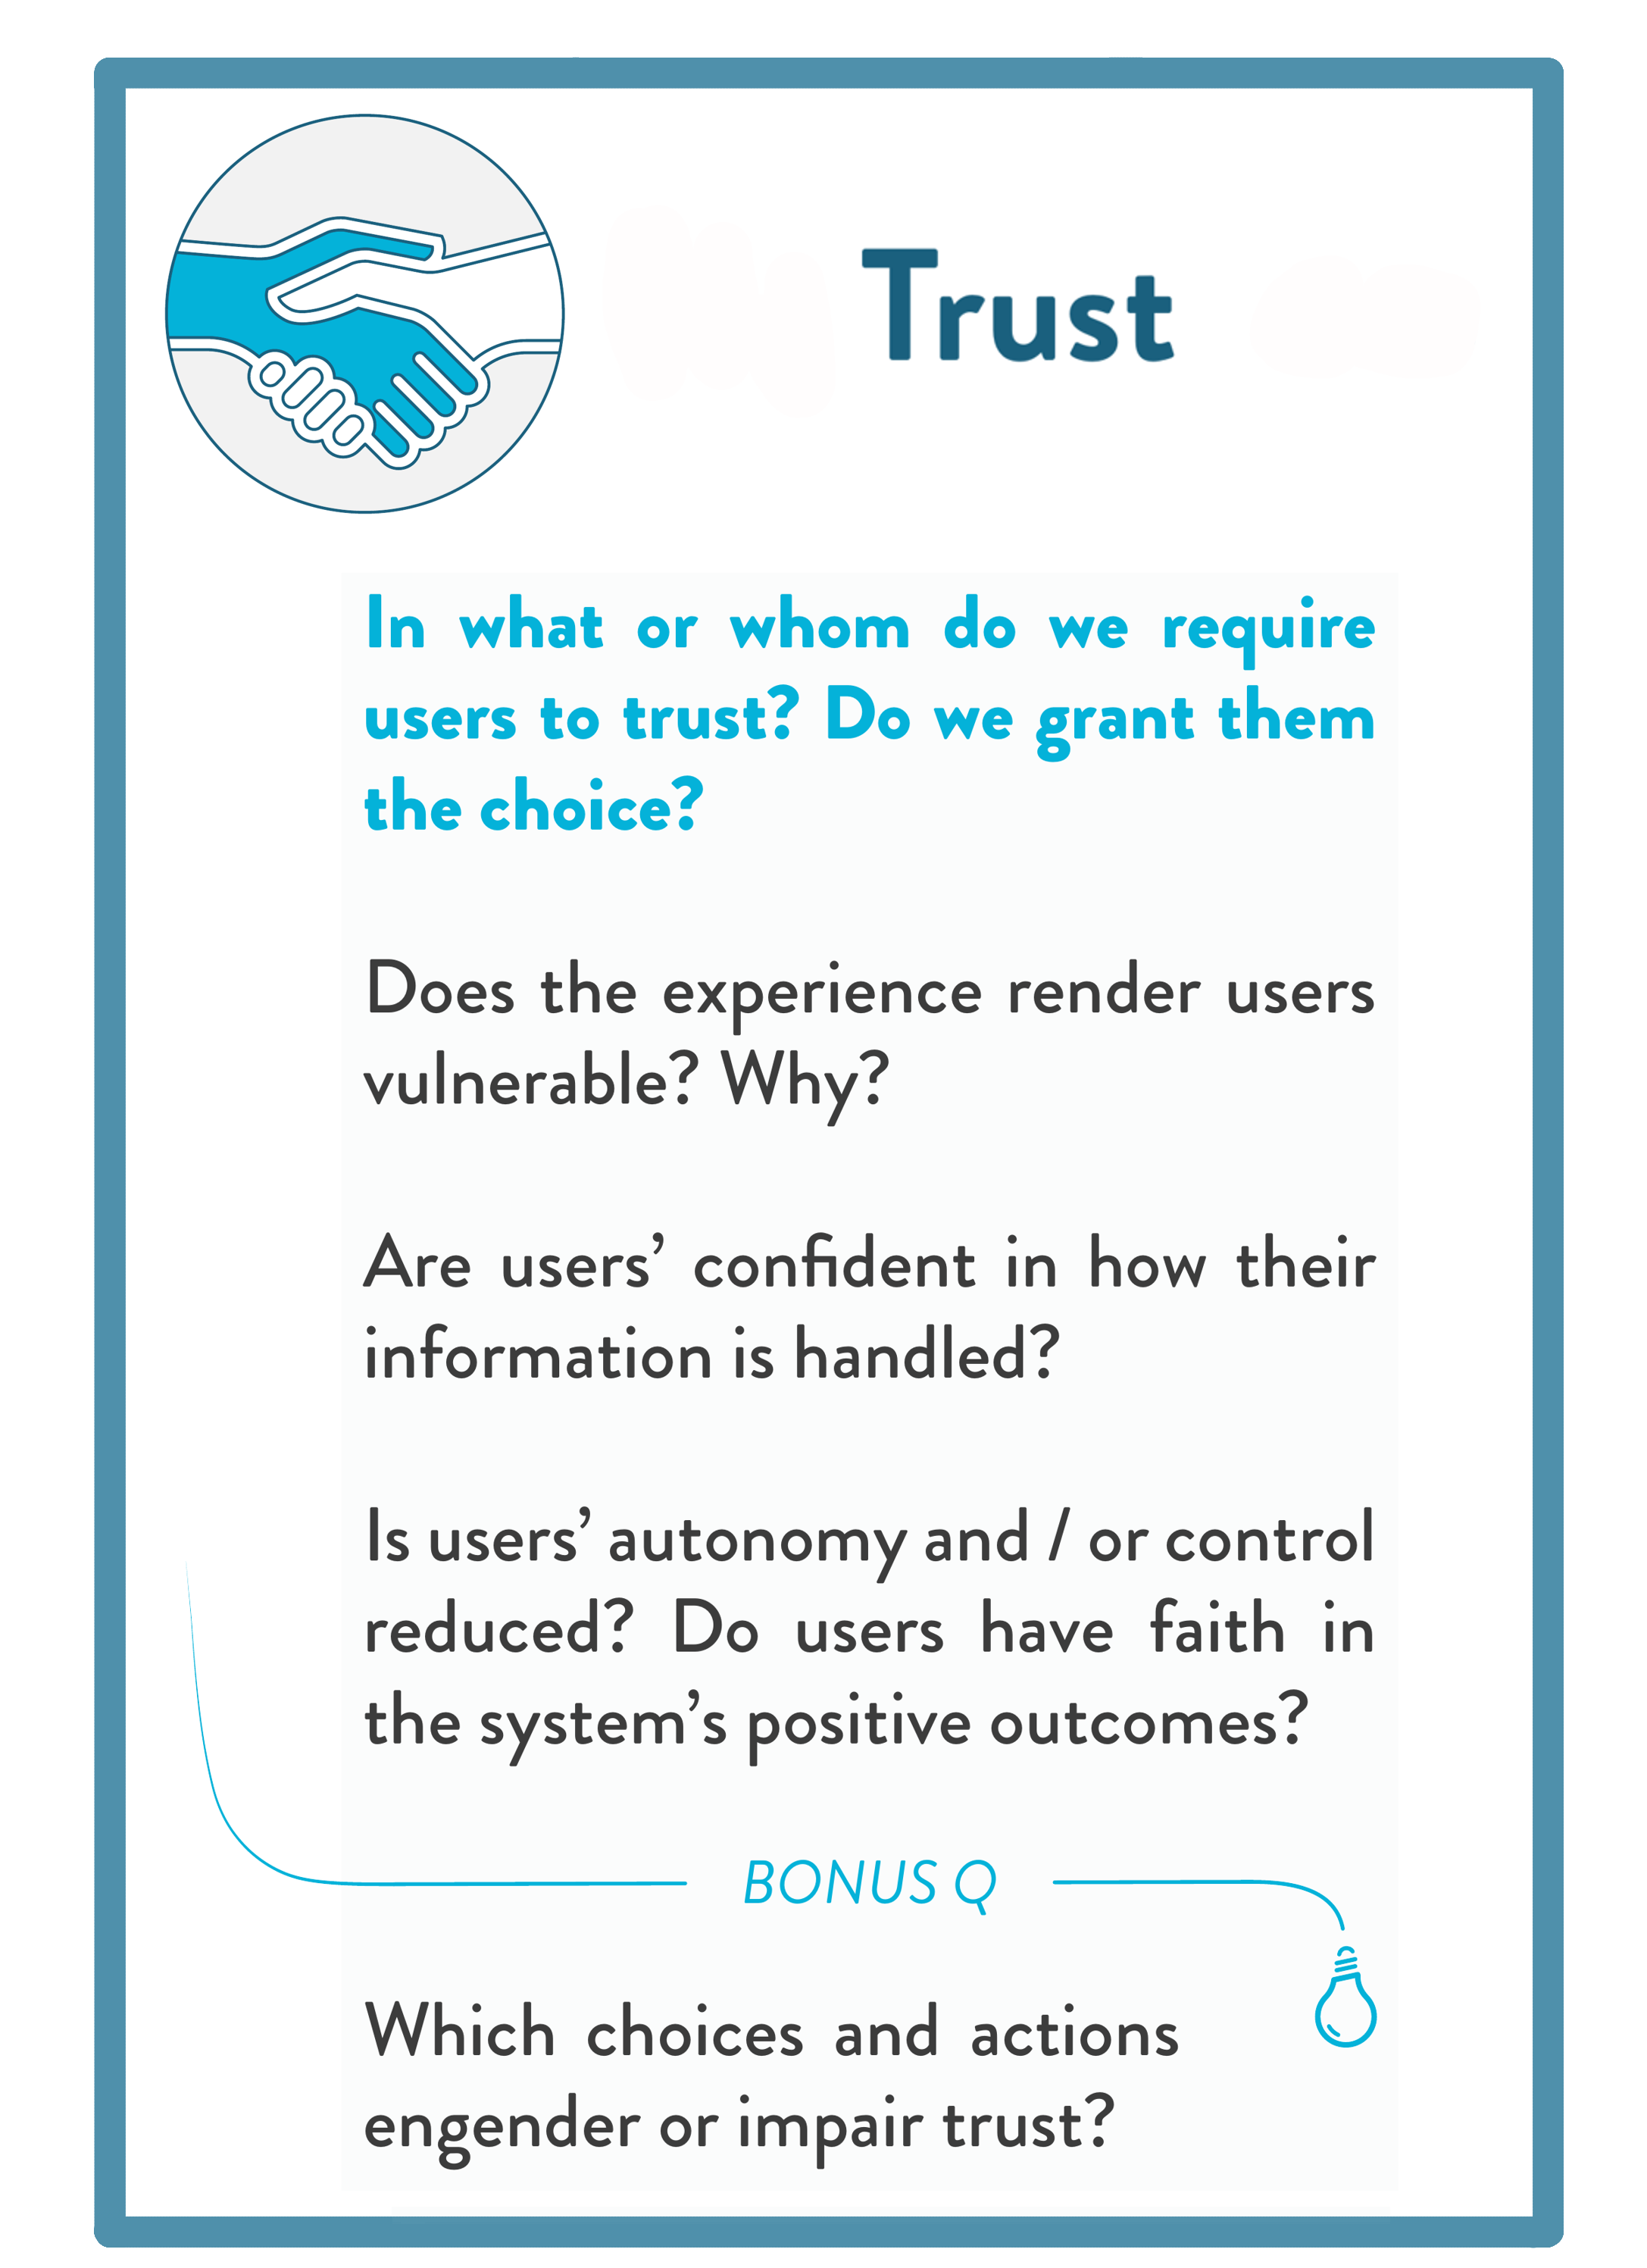 Trust
In what or whom do we require
users to trust? Do we grant them
the choice?
Does the experience render users
vulnerable? Why?
Are users’ confident in how their
information is handled?
Is users’ autonomy and / or control
reduced? Do users have faith in
the system’s positive outcomes?
BONUS Q
Which choices and actions
engender or impair trust?